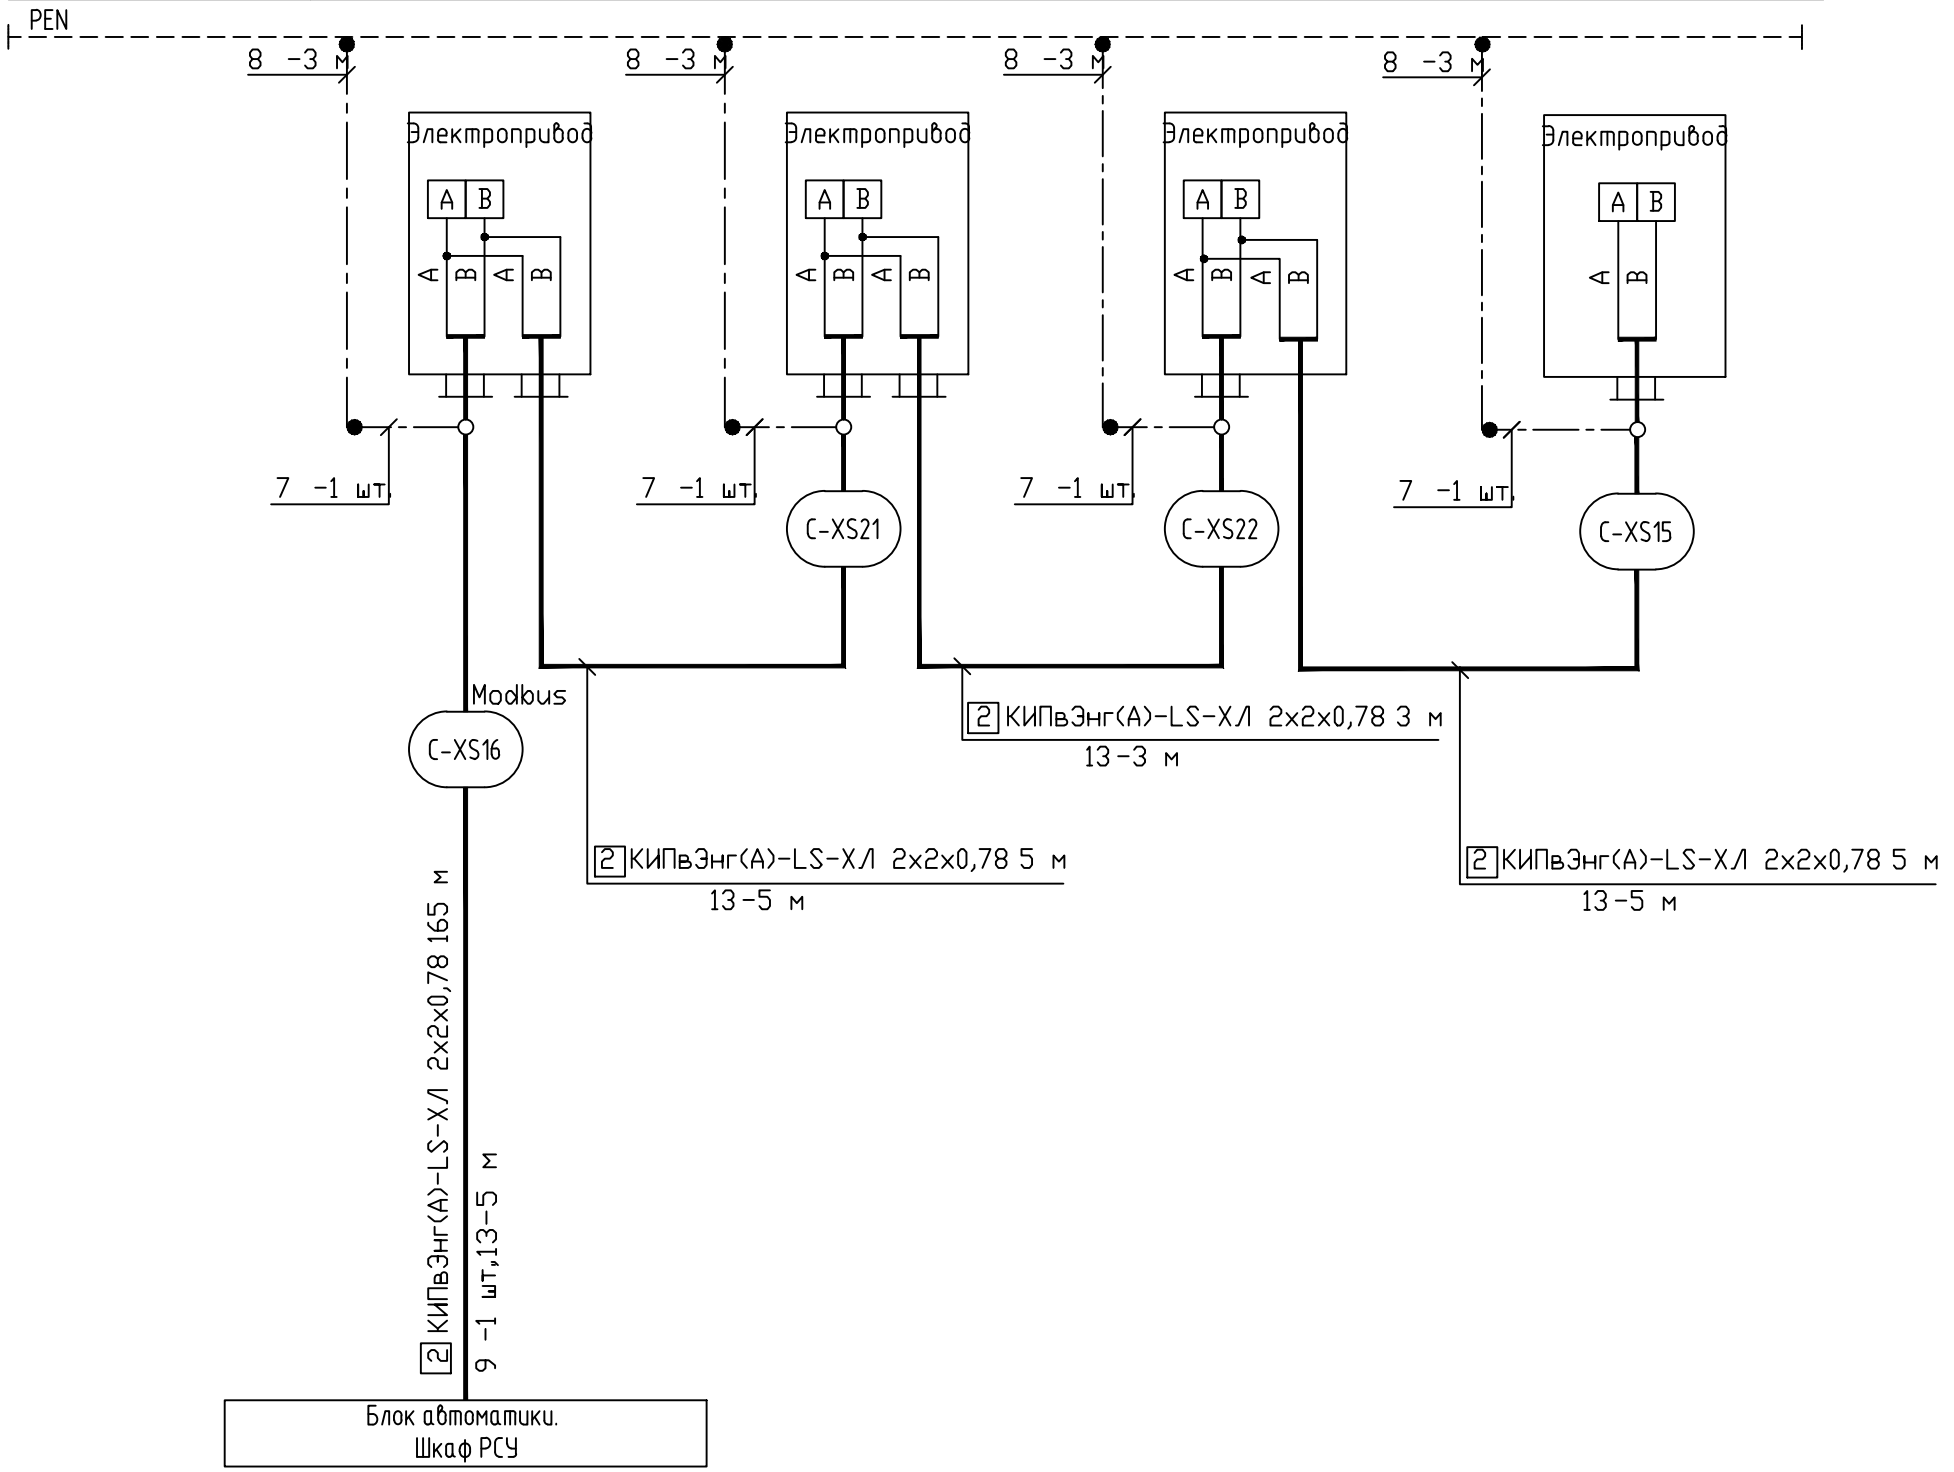 PEN
8 -3 м
8 -3 м
8 -3 м
8 -3 м
Электропривод
Электропривод
Электропривод
Электропривод
A B
A B
A B
A B
A B A B
A B A B
A B A B
A B
7 -1 шт.
7 -1 шт.
7 -1 шт.
7 -1 шт.
C-XS21
C-XS22
C-XS15
Modbus
C-XS16
2 КИПвЭнг(А)-LS-ХЛ 2х2х0,78 3 м
13-3 м
2 КИПвЭнг(А)-LS-ХЛ 2х2х0,78 5 м
13-5 м
2 КИПвЭнг(А)-LS-ХЛ 2х2х0,78 5 м
13-5 м
2 КИПвЭнг(А)-LS-ХЛ 2х2х0,78 165 м
9 -1 шт,13-5 м
Блок автоматики.
Шкаф РСУ